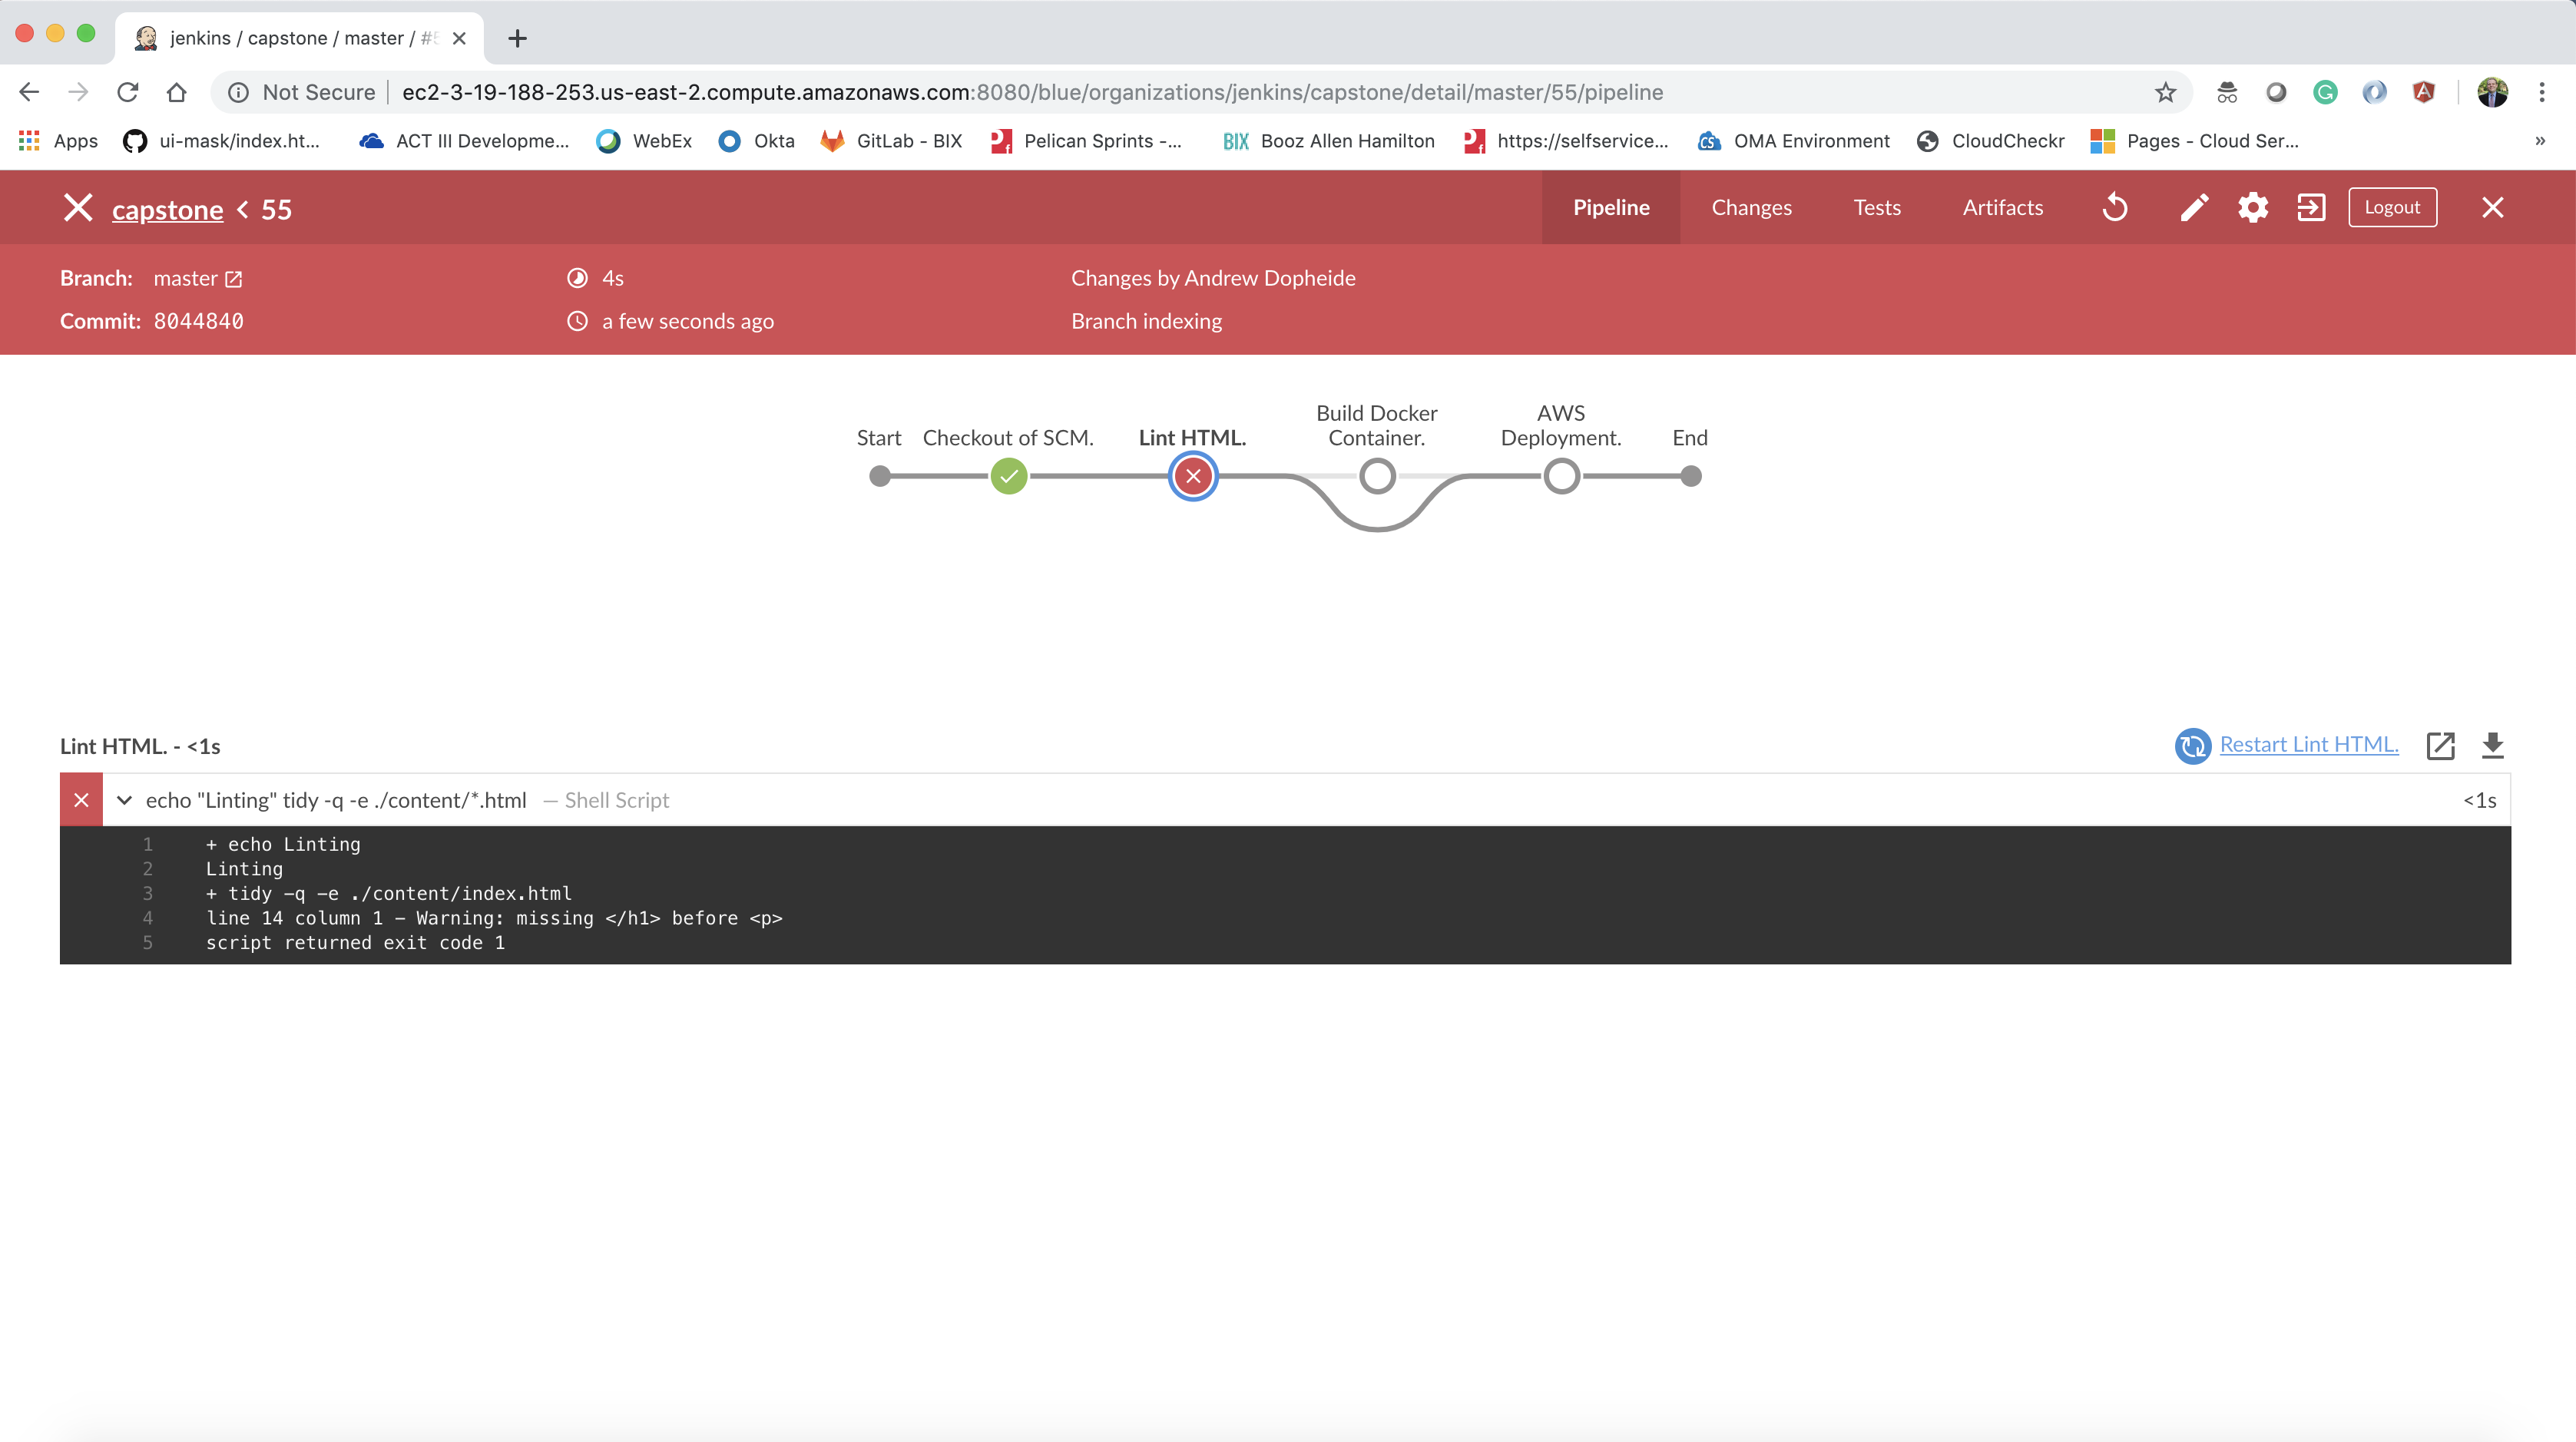 jenkins / capstone / master / #
Not Secure ec2-3-19-188-253.us-east-2.compute.amazonaws.com:8080/blue/organizations/jenkins/capstone/detail/master/55/pipeline
Apps ui-mask/index.ht... ACT III Developme... WebEx Okta GitLab - BIX Pelican Sprints -... BIX Booz Allen Hamilton https://selfservice... CS OMA Environment CloudCheckr Pages - Cloud Ser... »
capstone < 55 Pipeline Changes Tests Artifacts Logout
Branch: master 4s Changes by Andrew Dopheide
Commit: 8044840 a few seconds ago Branch indexing
Build Docker AWS
Start Checkout of SCM. Lint HTML. Container. Deployment. End
Lint HTML. - <1s Restart Lint HTML.
echo "Linting" tidy -q -e ./content/*.html — Shell Script <1s
1 + echo Linting
2 Linting
3 + tidy -q -e ./content/index.html
4 line 14 column 1 - Warning: missing </h1> before <p>
5 script returned exit code 1